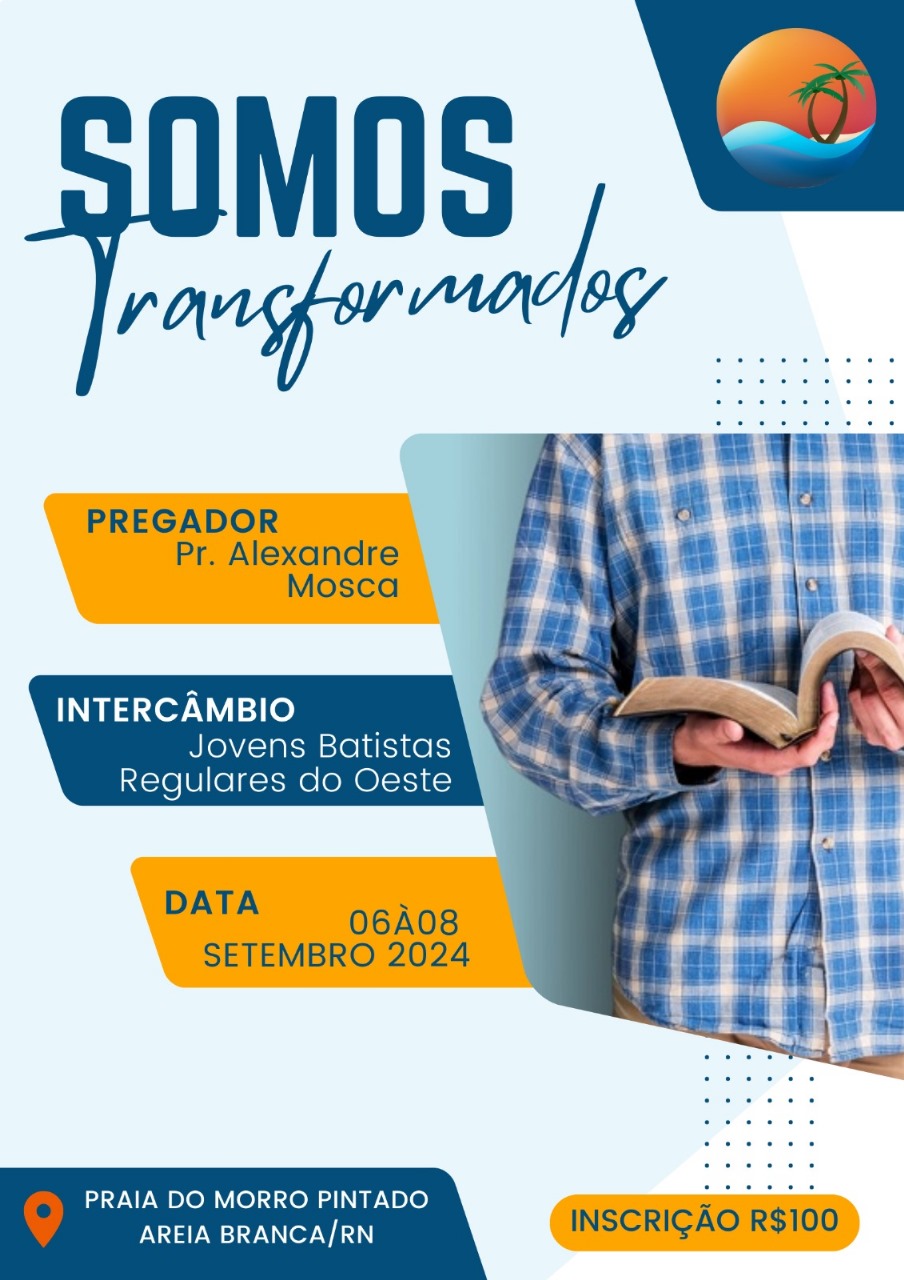 SOMOS
Transformados
PREGADOR
Pr. Alexandre
Mosca
INTERCÂMBIO
Jovens Batistas
Regulares do Oeste
DATA
06À08
SETEMBRO 2024
PRAIA DO MORRO PINTADO
AREIA BRANCA/RN
INSCRIÇÃO R$100